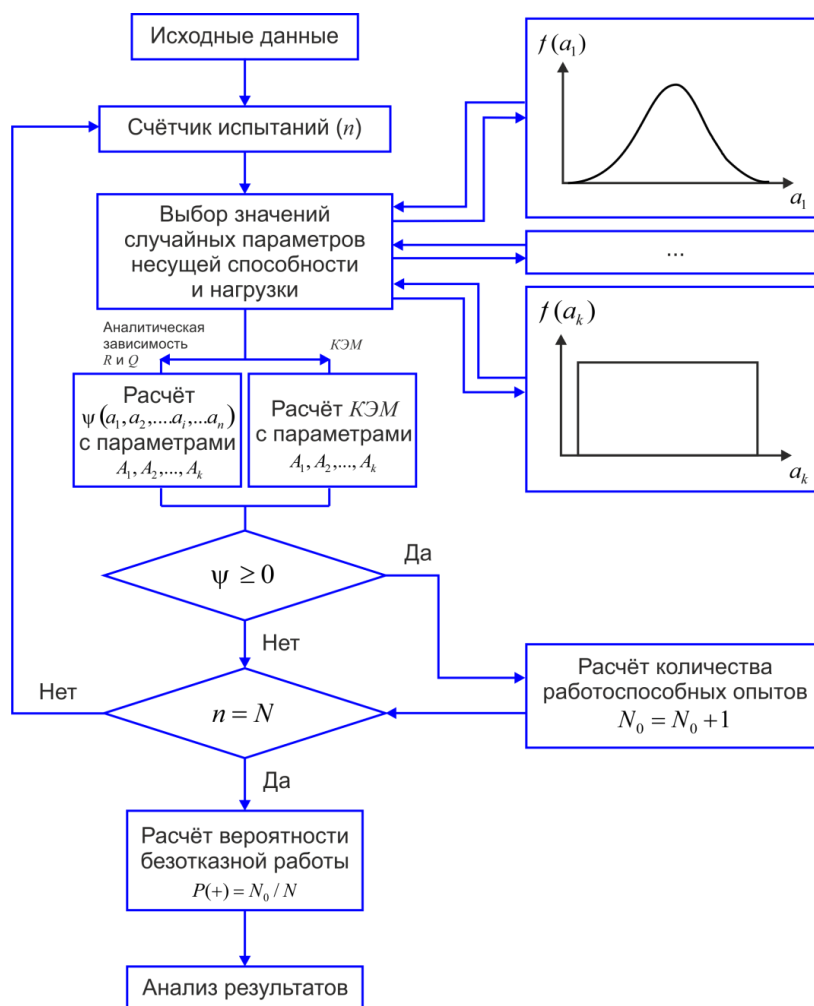 Исходные данные
Счётчик испытаний (n)
Выбор значений
случайных параметров
несущей способности
и нагрузки
f(a₁)
a₁
...
f(aₖ)
aₖ
Аналитическая
зависимость
R и Q
КЭМ
Расчёт
ψ(a₁,a₂,....aᵢ,...aₙ)
с параметрами
A₁, A₂,..., Aₖ
Расчёт КЭМ
с параметрами
A₁, A₂,..., Aₖ
ψ ≥ 0
Да
Нет
Расчёт количества
работоспособных опытов
N₀ = N₀ +1
Нет
n = N
Да
Расчёт вероятности
безотказной работы
P(+) = N₀ / N
Анализ результатов